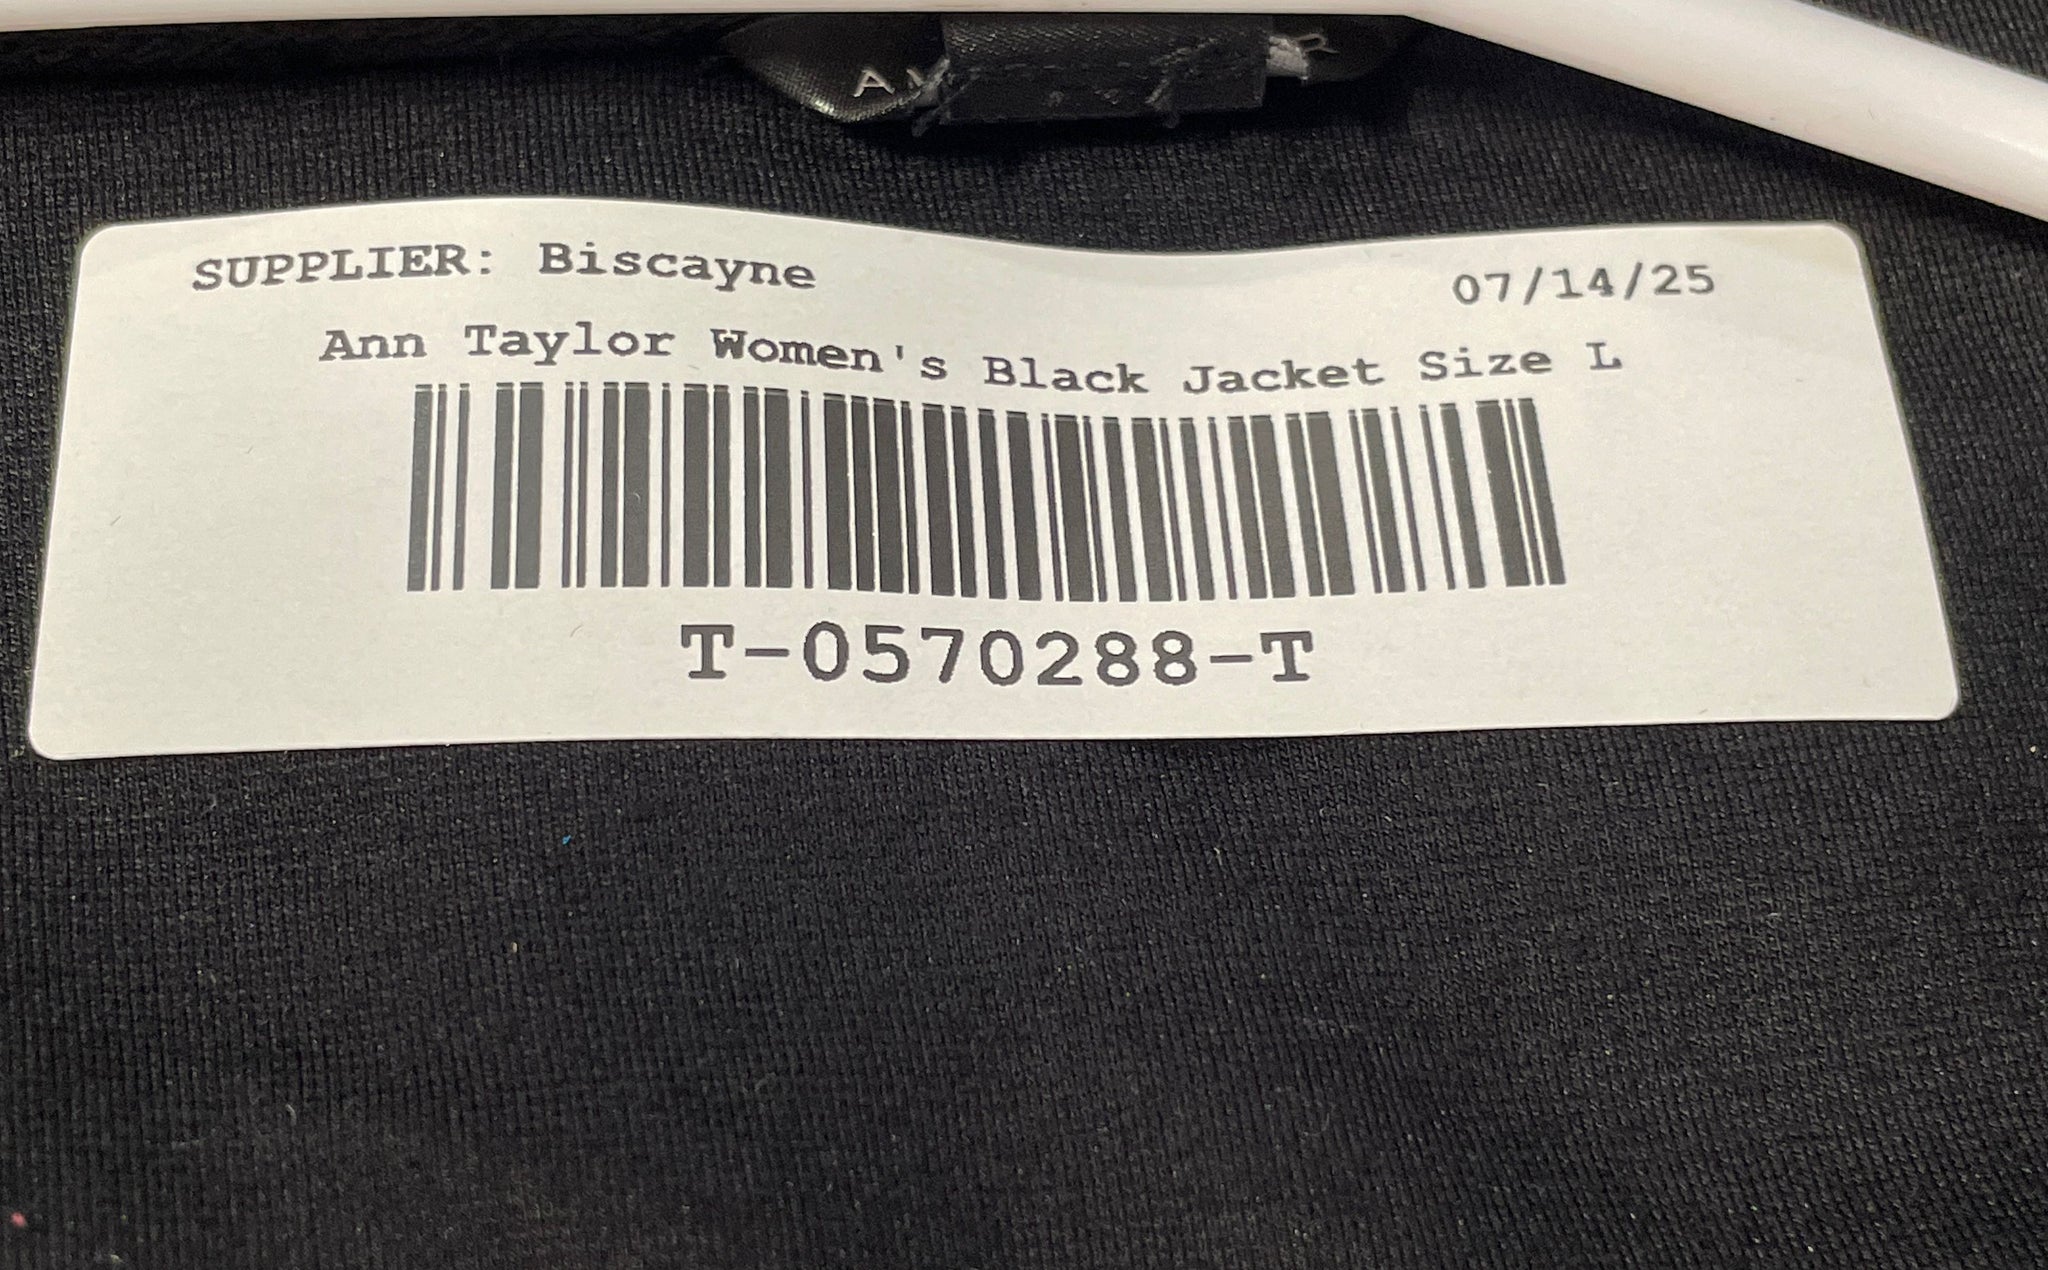 SUPPLIER: Biscayne
07/14/25
Ann Taylor Women's Black Jacket Size L
T-0570288-T